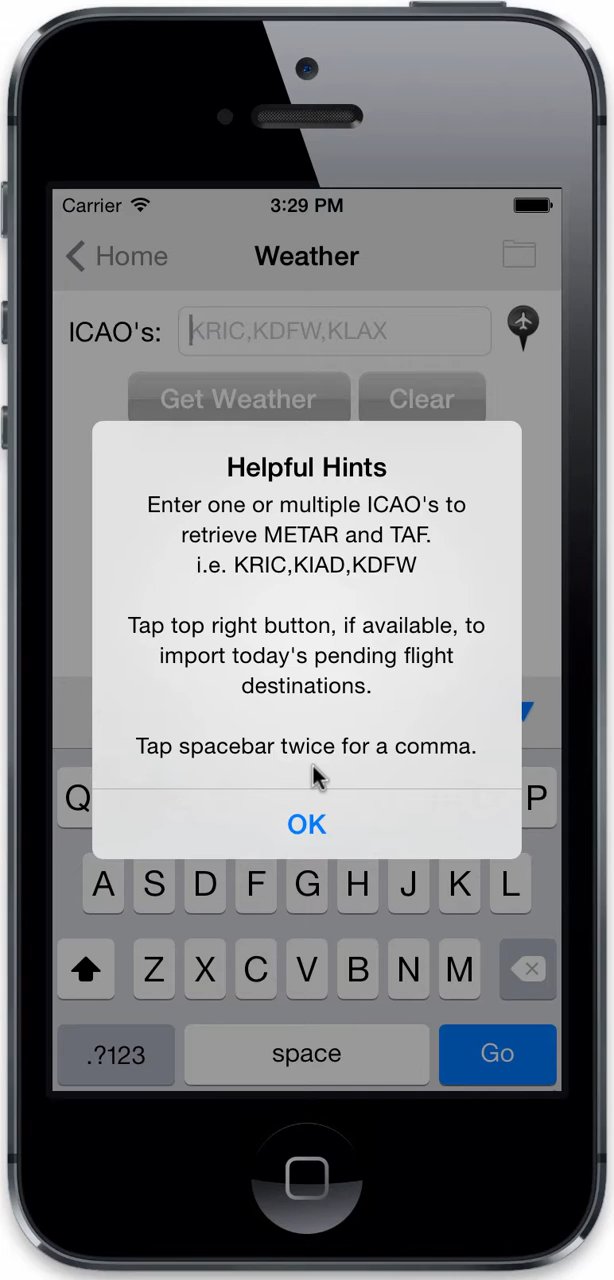 Carrier 3:29 PM
Home Weather
ICAO's: KRIC,KDFW,KLAX
Get Weather Clear
Helpful Hints
Enter one or multiple ICAO's to
retrieve METAR and TAF.
i.e. KRIC,KIAD,KDFW
Tap top right button, if available, to
import today's pending flight
destinations.
Tap spacebar twice for a comma.
OK
Q P
A S D F G H J K L
Z X C V B N M
.?123 space Go